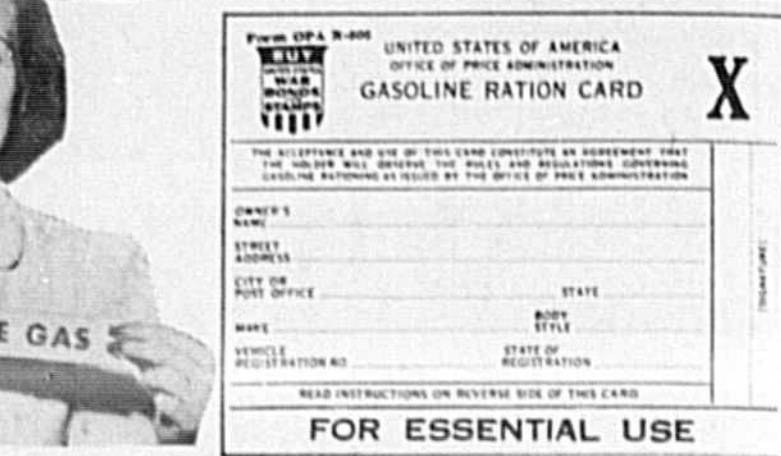 Form OPA R-606
BUY
UNITED STATES
WAR
BONDS
STAMPS
UNITED STATES OF AMERICA
OFFICE OF PRICE ADMINISTRATION
GASOLINE RATION CARD
X
THE ACCEPTANCE AND USE OF THIS CARD CONSTITUTE AN AGREEMENT THAT
THE HOLDER WILL OBSERVE THE RULES AND REGULATIONS GOVERNING
GASOLINE RATIONING AS ISSUED BY THE OFFICE OF PRICE ADMINISTRATION
OWNER'S
NAME
STREET
ADDRESS
CITY OR
POST OFFICE STATE
MAKE BODY STYLE
VEHICLE
REGISTRATION NO. STATE OF REGISTRATION
(SIGNATURE)
READ INSTRUCTIONS ON REVERSE SIDE OF THIS CARD
FOR ESSENTIAL USE
E GAS